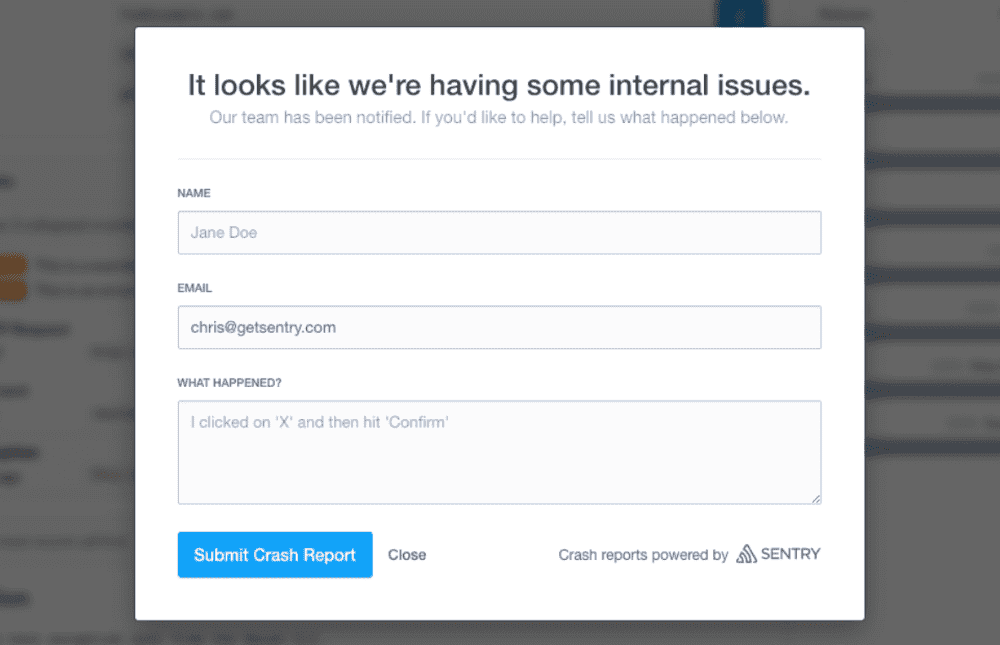 It looks like we're having some internal issues.
Our team has been notified. If you'd like to help, tell us what happened below.
NAME
Jane Doe
EMAIL
chris@getsentry.com
WHAT HAPPENED?
I clicked on 'X' and then hit 'Confirm'
Submit Crash Report Close Crash reports powered by SENTRY